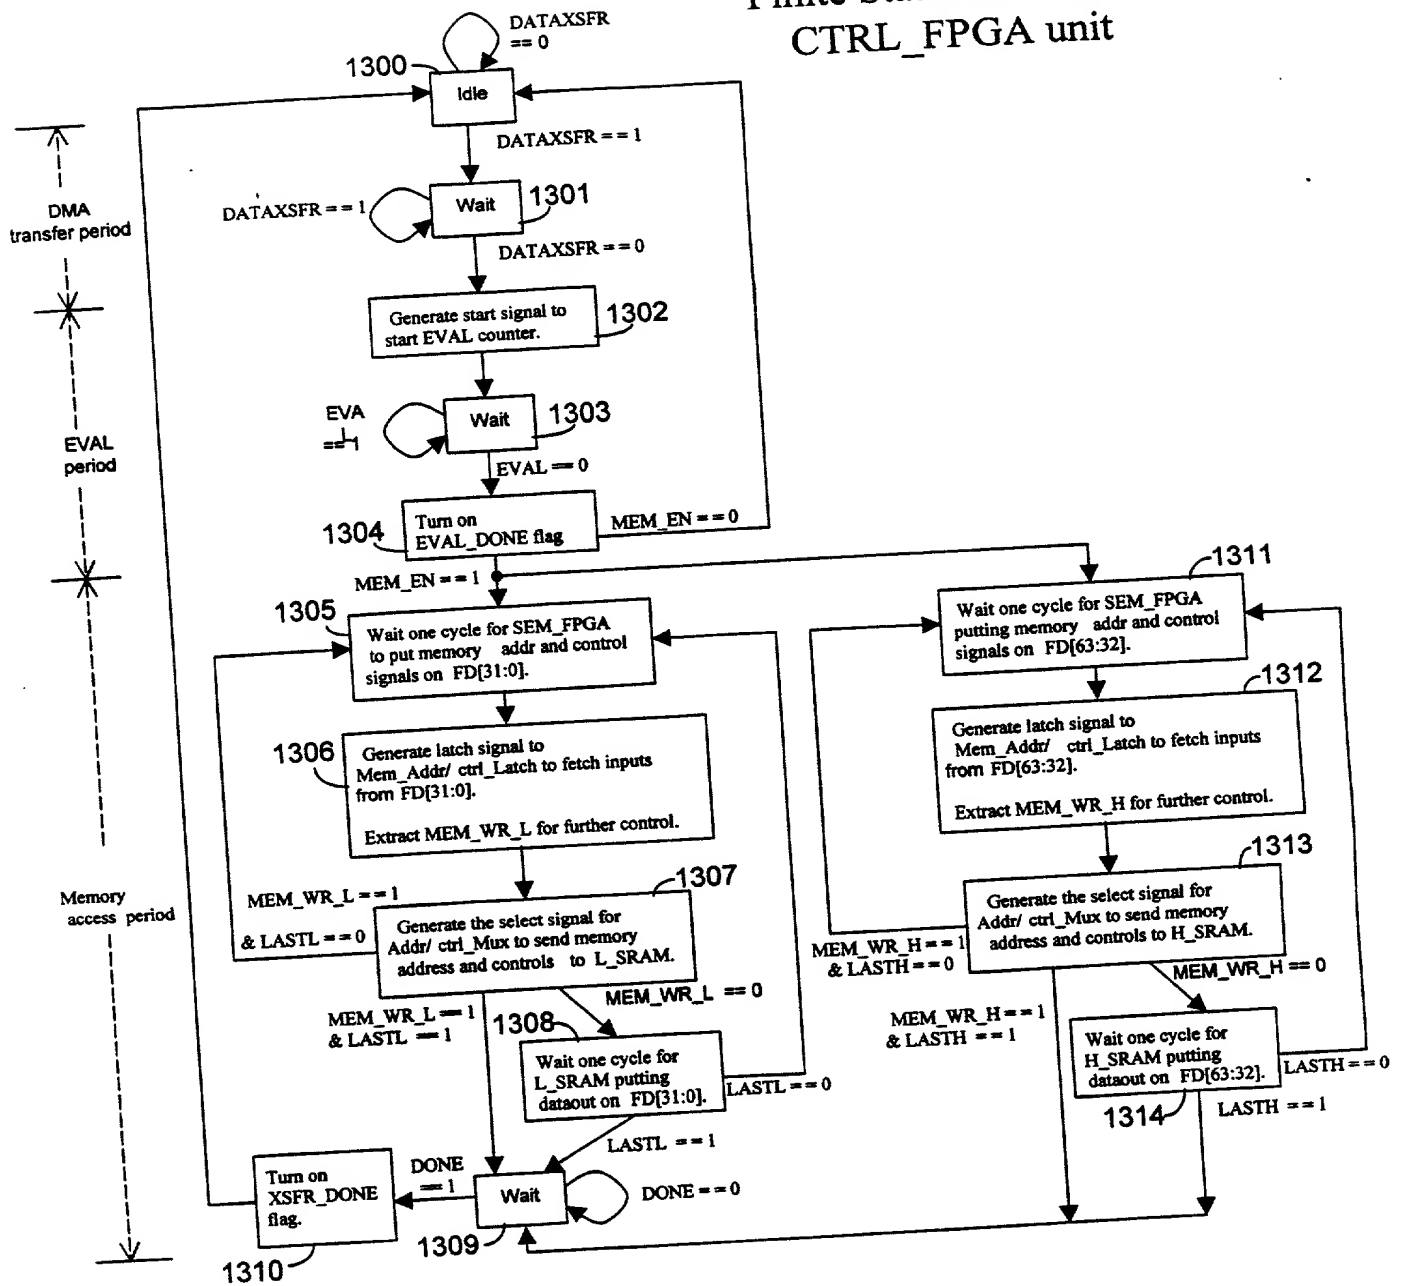 CTRL_FPGA unit
DATAXSFR
== 0
1300
Idle
DATAXSFR == 1
DMA
transfer period
DATAXSFR == 1
Wait
1301
DATAXSFR == 0
Generate start signal to
start EVAL counter.
1302
EVA
== 1
Wait
1303
EVAL
period
EVAL == 0
1304
Turn on
EVAL_DONE flag
MEM_EN == 0
MEM_EN == 1
1305
Wait one cycle for SEM_FPGA
to put memory addr and control
signals on FD[31:0].
1311
Wait one cycle for SEM_FPGA
putting memory addr and control
signals on FD[63:32].
1306
Generate latch signal to
Mem_Addr/ ctrl_Latch to fetch inputs
from FD[31:0].
Extract MEM_WR_L for further control.
1312
Generate latch signal to
Mem_Addr/ ctrl_Latch to fetch inputs
from FD[63:32].
Extract MEM_WR_H for further control.
Memory
access period
MEM_WR_L == 1
& LASTL == 0
1307
Generate the select signal for
Addr/ ctrl_Mux to send memory
address and controls to L_SRAM.
1313
Generate the select signal for
Addr/ ctrl_Mux to send memory
address and controls to H_SRAM.
MEM_WR_H == 1
& LASTH == 0
MEM_WR_L == 1
& LASTL == 1
MEM_WR_L == 0
MEM_WR_H == 0
MEM_WR_H == 1
& LASTH == 1
1308
Wait one cycle for
L_SRAM putting
dataout on FD[31:0].
LASTL == 0
Wait one cycle for
H_SRAM putting
dataout on FD[63:32].
LASTH == 0
1314
LASTH == 1
LASTL == 1
Turn on
XSFR_DONE
flag.
1310
DONE
== 1
Wait
1309
DONE == 0